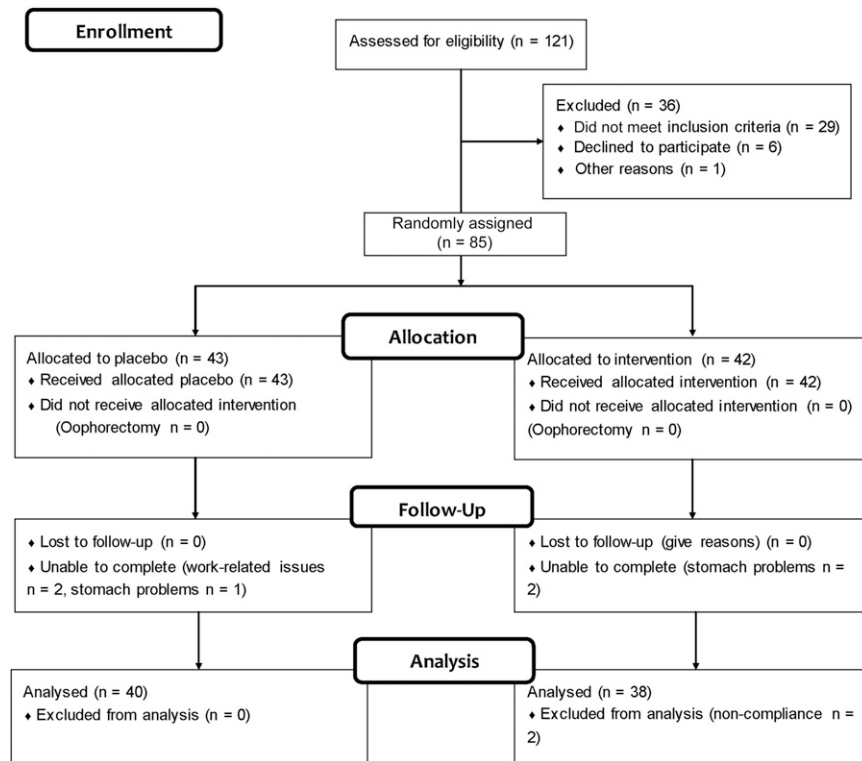 Enrollment
Assessed for eligibility (n = 121)
Excluded (n = 36)
♦ Did not meet inclusion criteria (n = 29)
♦ Declined to participate (n = 6)
♦ Other reasons (n = 1)
Randomly assigned
(n = 85)
Allocation
Allocated to placebo (n = 43)
♦ Received allocated placebo (n = 43)
♦ Did not receive allocated intervention
(Oophorectomy n = 0)
Allocated to intervention (n = 42)
♦ Received allocated intervention (n = 42)
♦ Did not receive allocated intervention (n = 0)
(Oophorectomy n = 0)
Follow-Up
♦ Lost to follow-up (n = 0)
♦ Unable to complete (work-related issues
n = 2, stomach problems n = 1)
♦ Lost to follow-up (give reasons) (n = 0)
♦ Unable to complete (stomach problems n =
2)
Analysis
Analysed (n = 40)
♦ Excluded from analysis (n = 0)
Analysed (n = 38)
♦ Excluded from analysis (non-compliance n =
2)